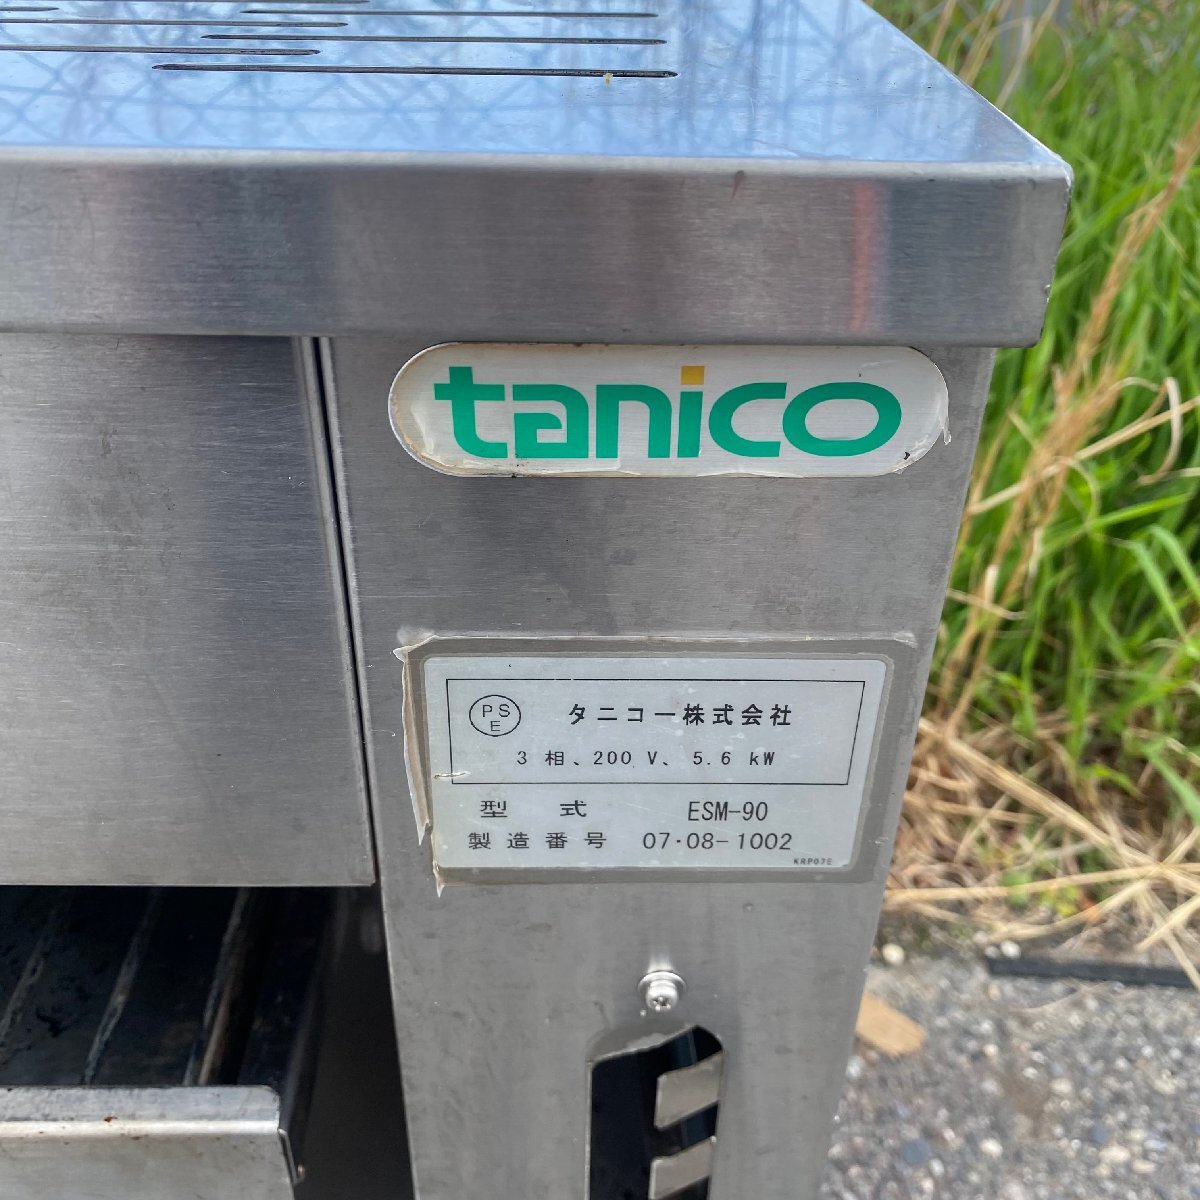 tanico
PSE タニコー株式会社
3 相、200 V、 5.6 kW
型 式 ESM-90
製造番号 07・08-1002
KRP07E